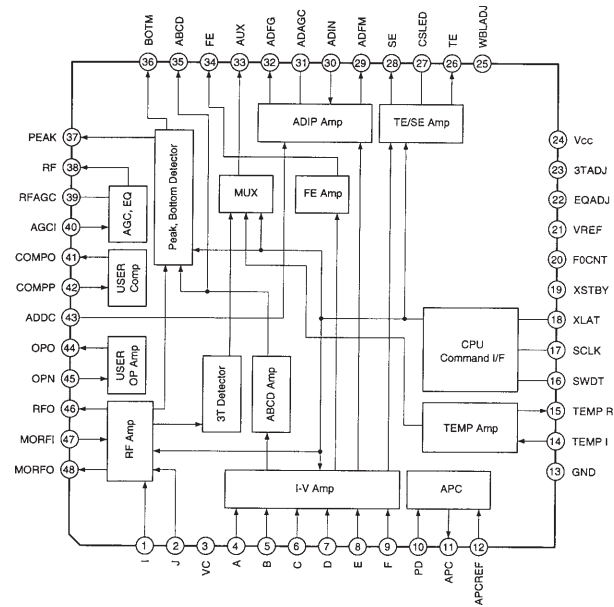 BOTM
ABCD
FE
AUX
ADFG
ADAGC
ADIN
ADFM
SE
CSLED
TE
WBLADJ
36
35
34
33
32
31
30
29
28
27
26
25
PEAK 37
RF 38
RFAGC 39
AGCI 40
COMPO 41
COMPP 42
ADDC 43
OPO 44
OPN 45
RFO 46
MORFI 47
MORFO 48
AGC, EQ
USER
Comp
USER
OP Amp
RF Amp
Peak, Bottom Detector
MUX
FE Amp
ADIP Amp
TE/SE Amp
3T Detector
ABCD Amp
I-V Amp
CPU
Command I/F
TEMP Amp
APC
24 Vcc
23 3TADJ
22 EQADJ
21 VREF
20 F0CNT
19 XSTBY
18 XLAT
17 SCLK
16 SWDT
15 TEMP R
14 TEMP I
13 GND
1
2
3
4
5
6
7
8
9
10
11
12
I
J
VC
A
B
C
D
E
F
PD
APC
APCREF